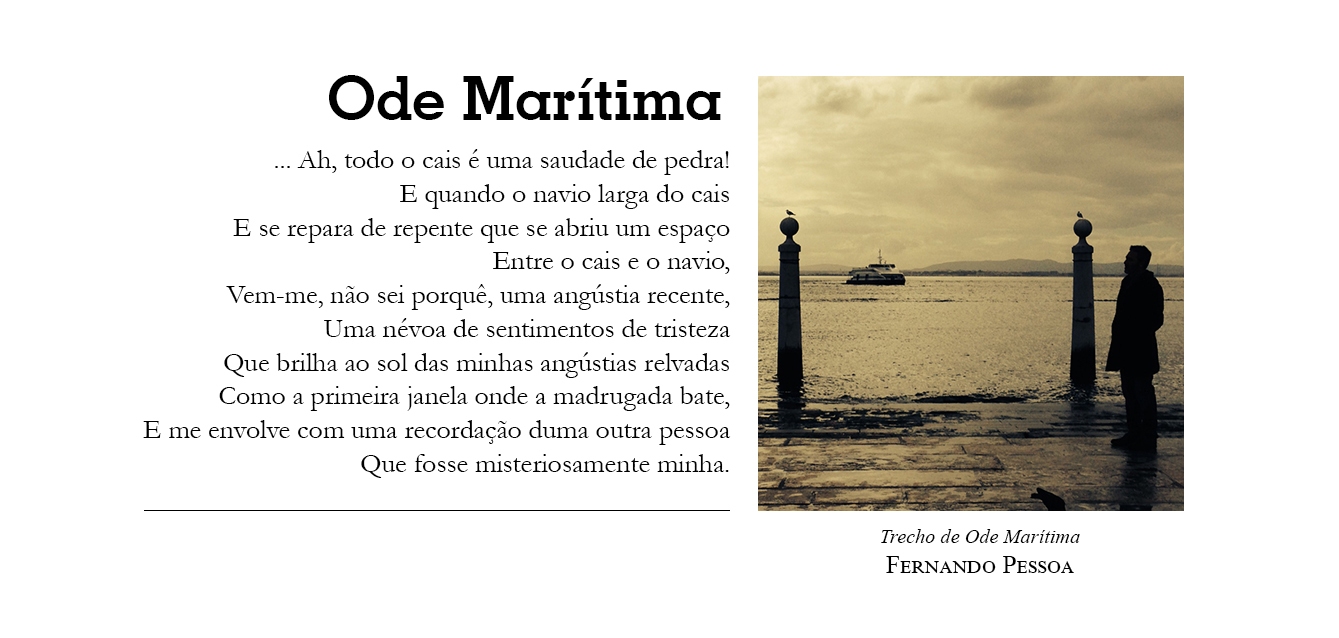 Ode Marítima
... Ah, todo o cais é uma saudade de pedra!
E quando o navio larga do cais
E se repara de repente que se abriu um espaço
Entre o cais e o navio,
Vem-me, não sei porquê, uma angústia recente,
Uma névoa de sentimentos de tristeza
Que brilha ao sol das minhas angústias relvadas
Como a primeira janela onde a madrugada bate,
E me envolve com uma recordação duma outra pessoa
Que fosse misteriosamente minha.
Trecho de Ode Marítima
Fernando Pessoa